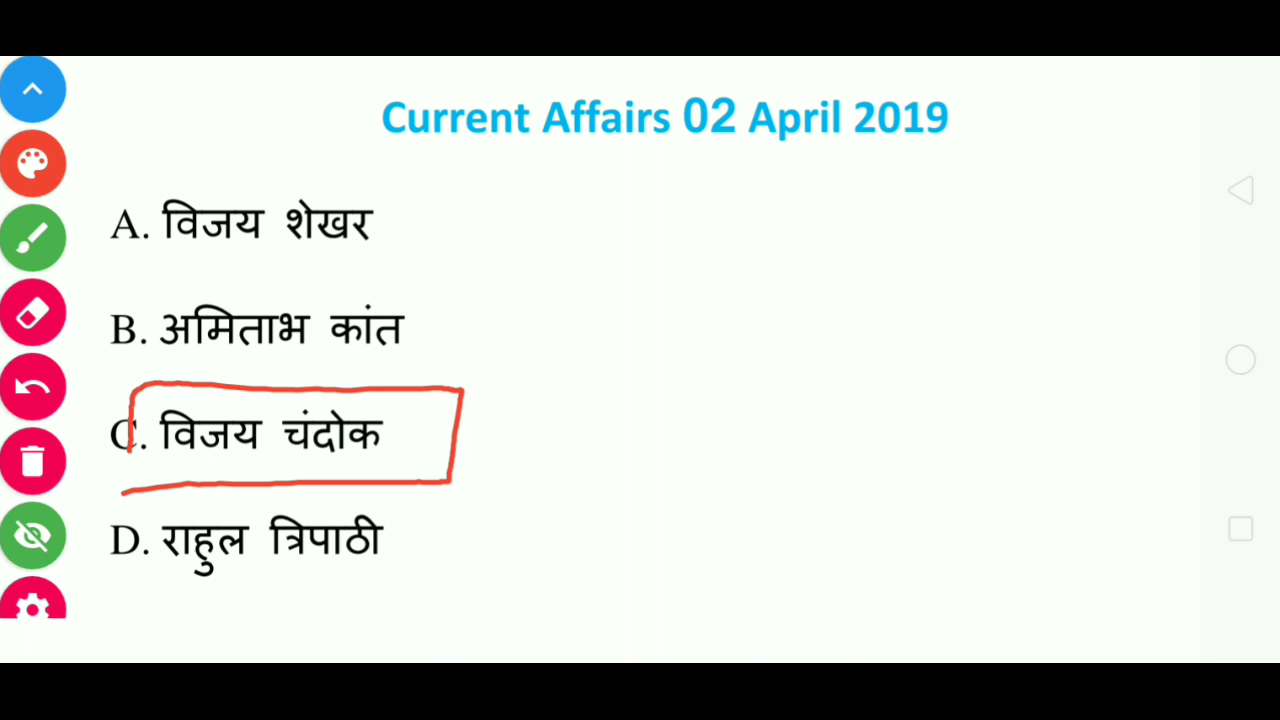 Current Affairs 02 April 2019
A. विजय शेखर
B. अमिताभ कांत
C. विजय चंदोक
D. राहुल त्रिपाठी